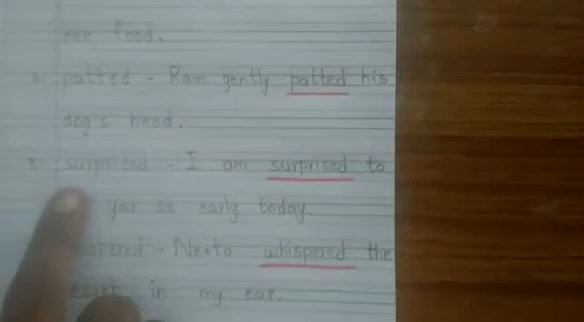 food.
patted - Ram gently patted his
dog's head.
surprised - I am surprised to
you so early today.
- Neeta whispered the
in my ear.